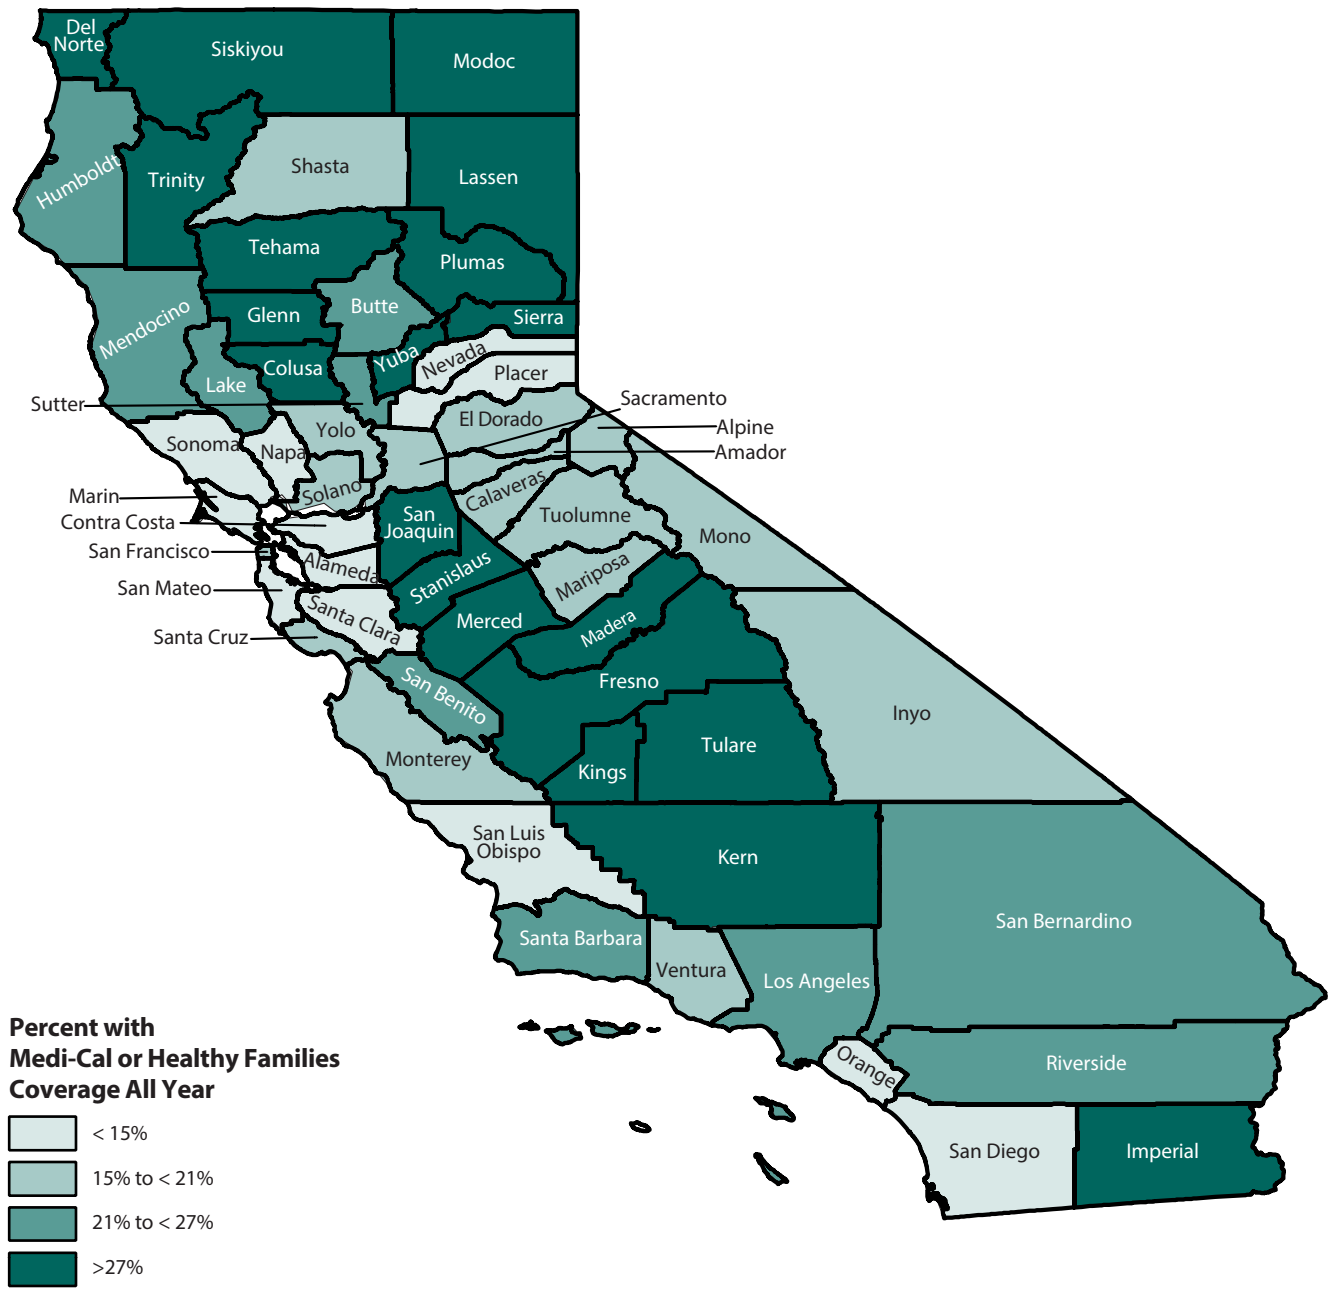 Del
Norte
Siskiyou
Modoc
Humboldt
Trinity
Shasta
Lassen
Tehama
Plumas
Mendocino
Glenn
Butte
Sierra
Lake
Colusa
Yuba
Nevada
Placer
Sutter
Sacramento
El Dorado
Alpine
Amador
Sonoma
Napa
Yolo
Solano
Calaveras
Marin
Contra Costa
San Francisco
San Mateo
Santa Cruz
San
Joaquin
Tuolumne
Mono
Alameda
Stanislaus
Mariposa
Santa Clara
Merced
Madera
San Benito
Fresno
Inyo
Monterey
Kings
Tulare
San Luis
Obispo
Kern
San Bernardino
Santa Barbara
Ventura
Los Angeles
Orange
Riverside
San Diego
Imperial
Percent with
Medi-Cal or Healthy Families
Coverage All Year
< 15%
15% to < 21%
21% to < 27%
>27%